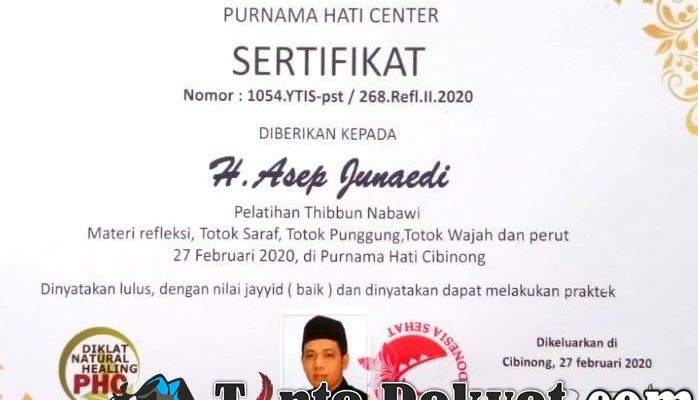 PURNAMA HATI CENTER
SERTIFIKAT
Nomor : 1054.YTIS-pst / 268.Refl.II.2020
DIBERIKAN KEPADA
H.Asep Junaedi
Pelatihan Thibbun Nabawi
Materi refleksi, Totok Saraf, Totok Punggung,Totok Wajah dan perut
27 Februari 2020, di Purnama Hati Cibinong
Dinyatakan lulus, dengan nilai jayyid ( baik ) dan dinyatakan dapat melakukan praktek
DIKLAT
NATURAL
HEALING
PHC
SEHAT
Dikeluarkan di
Cibinong, 27 februari 2020